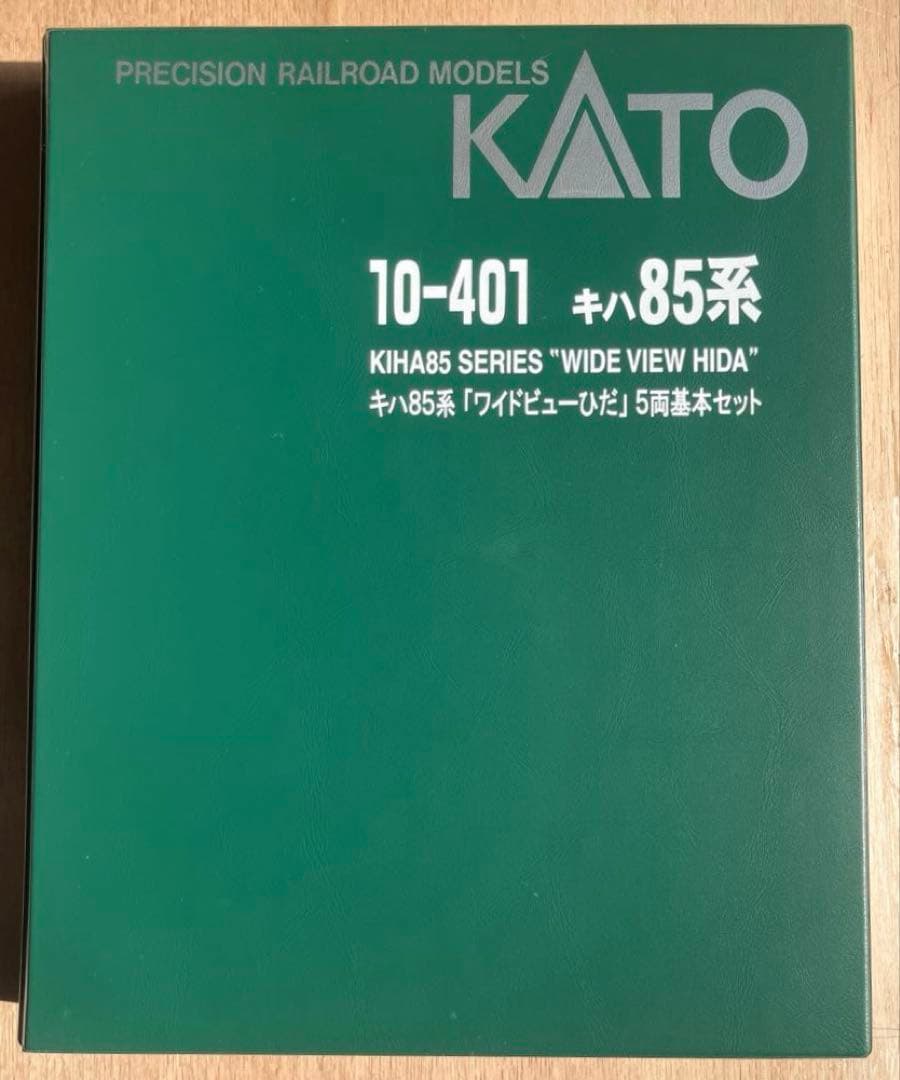 PRECISION RAILROAD MODELS
KATO
10-401 キハ85系
KIHA85 SERIES "WIDE VIEW HIDA"
キハ85系「ワイドビューひだ」5両基本セット